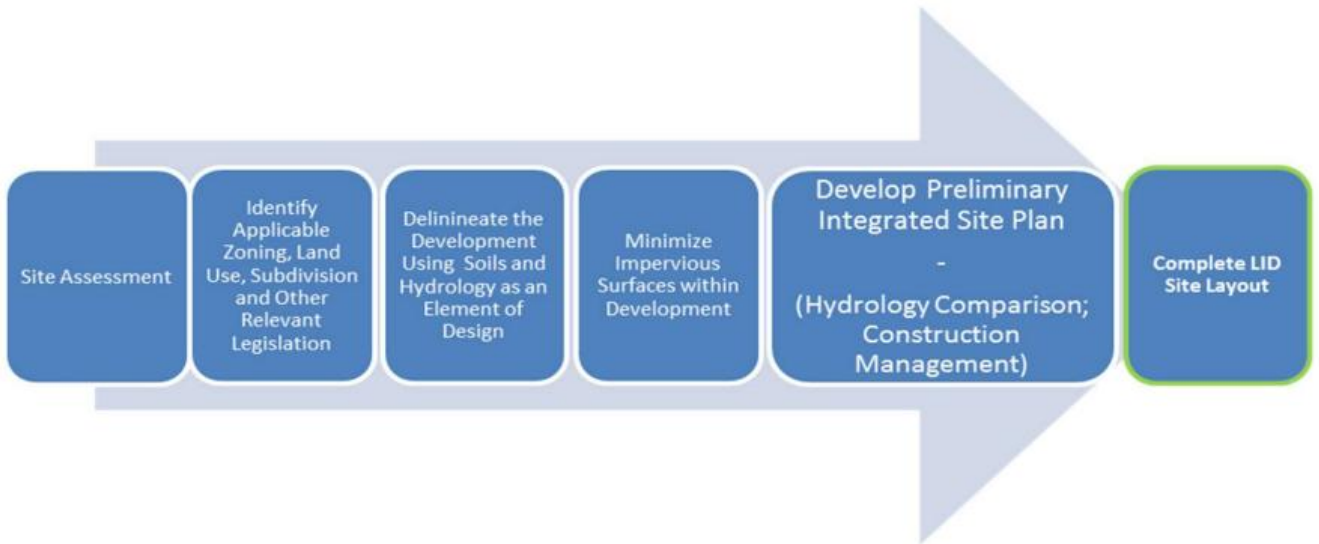 Site Assessment
Identify
Applicable
Zoning, Land
Use, Subdivision
and Other
Relevant
Legislation
Delinineate the
Development
Using Soils and
Hydrology as an
Element of
Design
Minimize
Impervious
Surfaces within
Development
Develop Preliminary
Integrated Site Plan
-
(Hydrology Comparison;
Construction
Management)
Complete LID
Site Layout